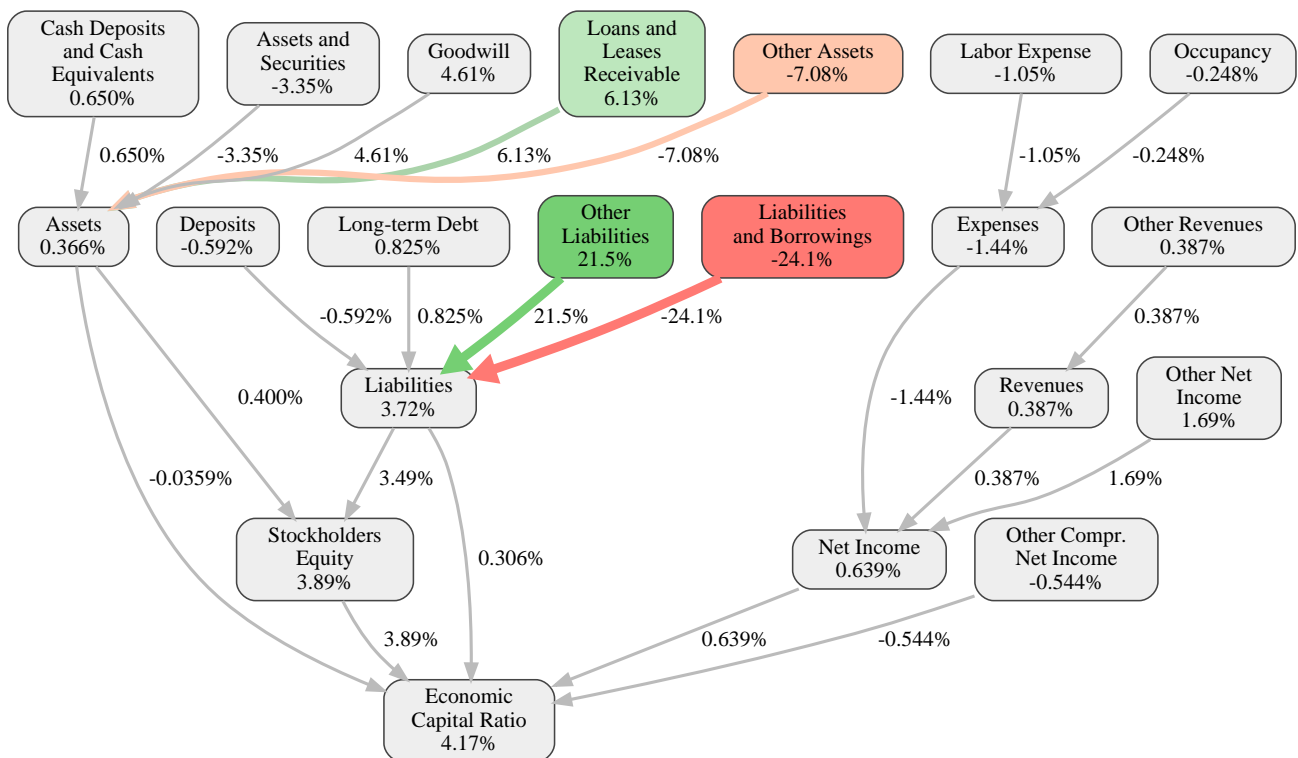 Cash Deposits
and Cash
Equivalents
0.650%
Assets and
Securities
-3.35%
Goodwill
4.61%
Loans and
Leases
Receivable
6.13%
Other Assets
-7.08%
Labor Expense
-1.05%
Occupancy
-0.248%
0.650%
-3.35%
4.61%
6.13%
-7.08%
-1.05%
-0.248%
Assets
0.366%
Deposits
-0.592%
Long-term Debt
0.825%
Other
Liabilities
21.5%
Liabilities
and Borrowings
-24.1%
Expenses
-1.44%
Other Revenues
0.387%
-0.592%
0.825%
21.5%
-24.1%
0.387%
Liabilities
3.72%
Revenues
0.387%
Other Net
Income
1.69%
0.400%
-1.44%
-0.0359%
3.49%
0.387%
1.69%
Stockholders
Equity
3.89%
0.306%
Net Income
0.639%
Other Compr.
Net Income
-0.544%
3.89%
0.639%
-0.544%
Economic
Capital Ratio
4.17%